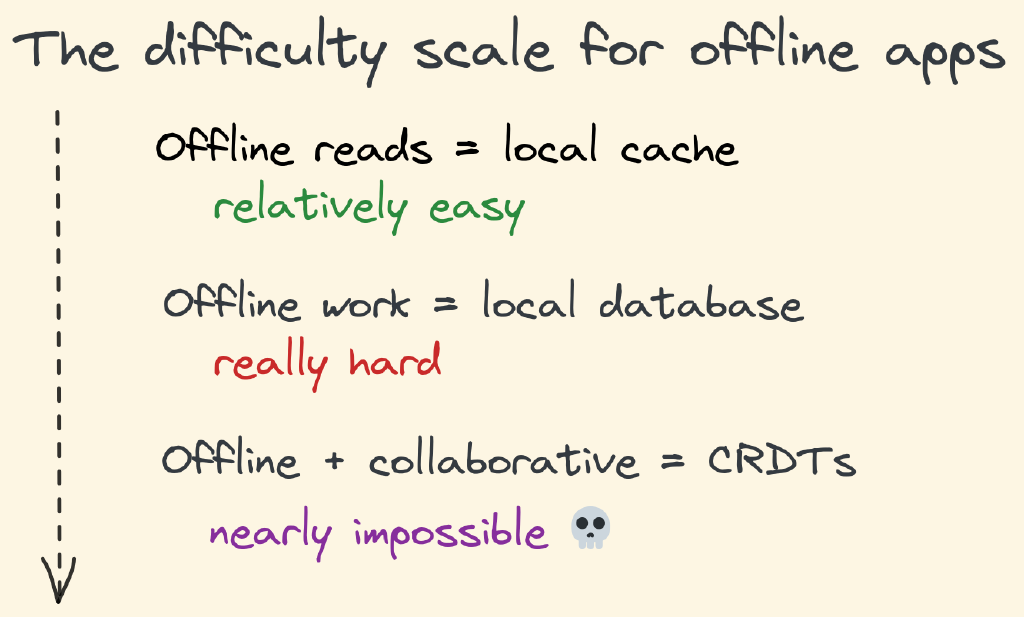 The difficulty scale for offline apps
Offline reads = local cache
relatively easy
Offline work = local database
really hard
Offline + collaborative = CRDTs
nearly impossible 💀